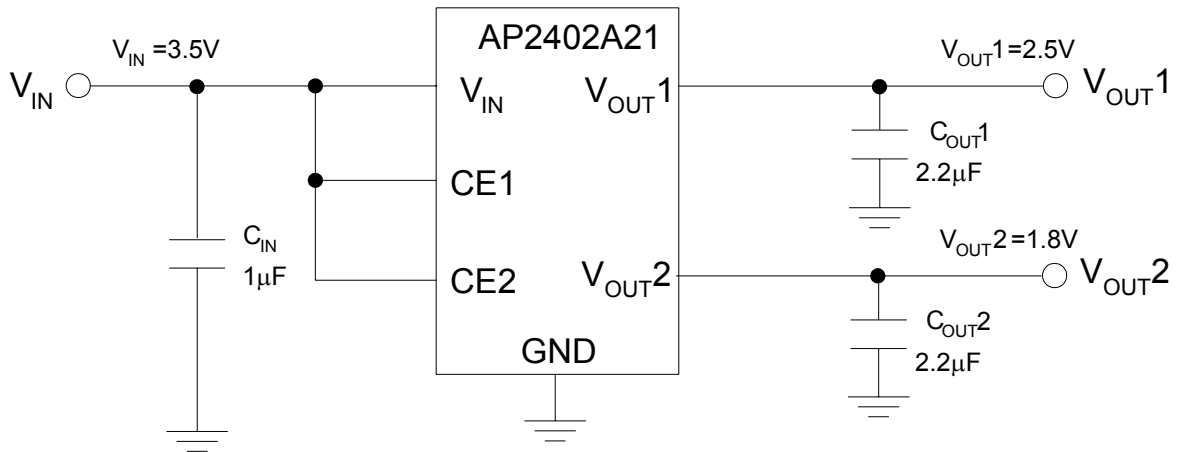 AP2402A21
V_IN =3.5V
V_OUT1=2.5V
V_IN
V_IN
V_OUT1
V_OUT1
C_OUT1
2.2μF
CE1
C_IN
1μF
V_OUT2=1.8V
CE2
V_OUT2
V_OUT2
C_OUT2
2.2μF
GND